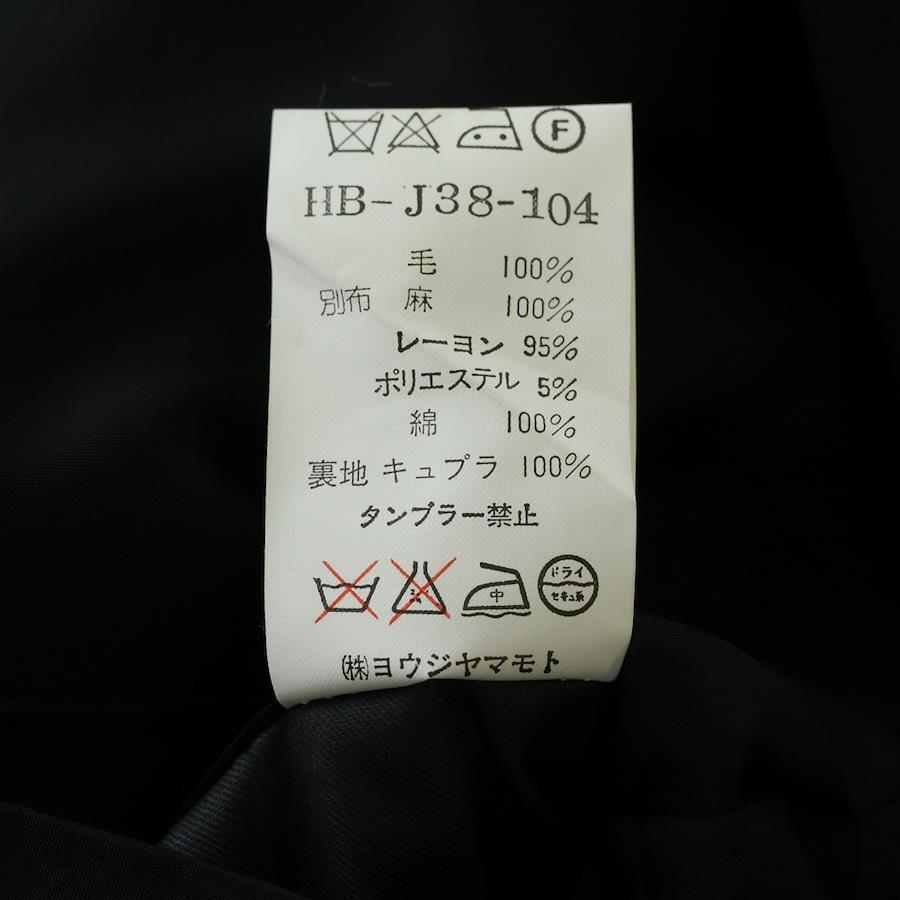 F
HB-J38-104
毛 100%
別布 麻 100%
レーヨン 95%
ポリエステル 5%
綿 100%
裏地 キュプラ 100%
タンブラー禁止
中 ドライ
セキユ系
㈱ヨウジヤマモト